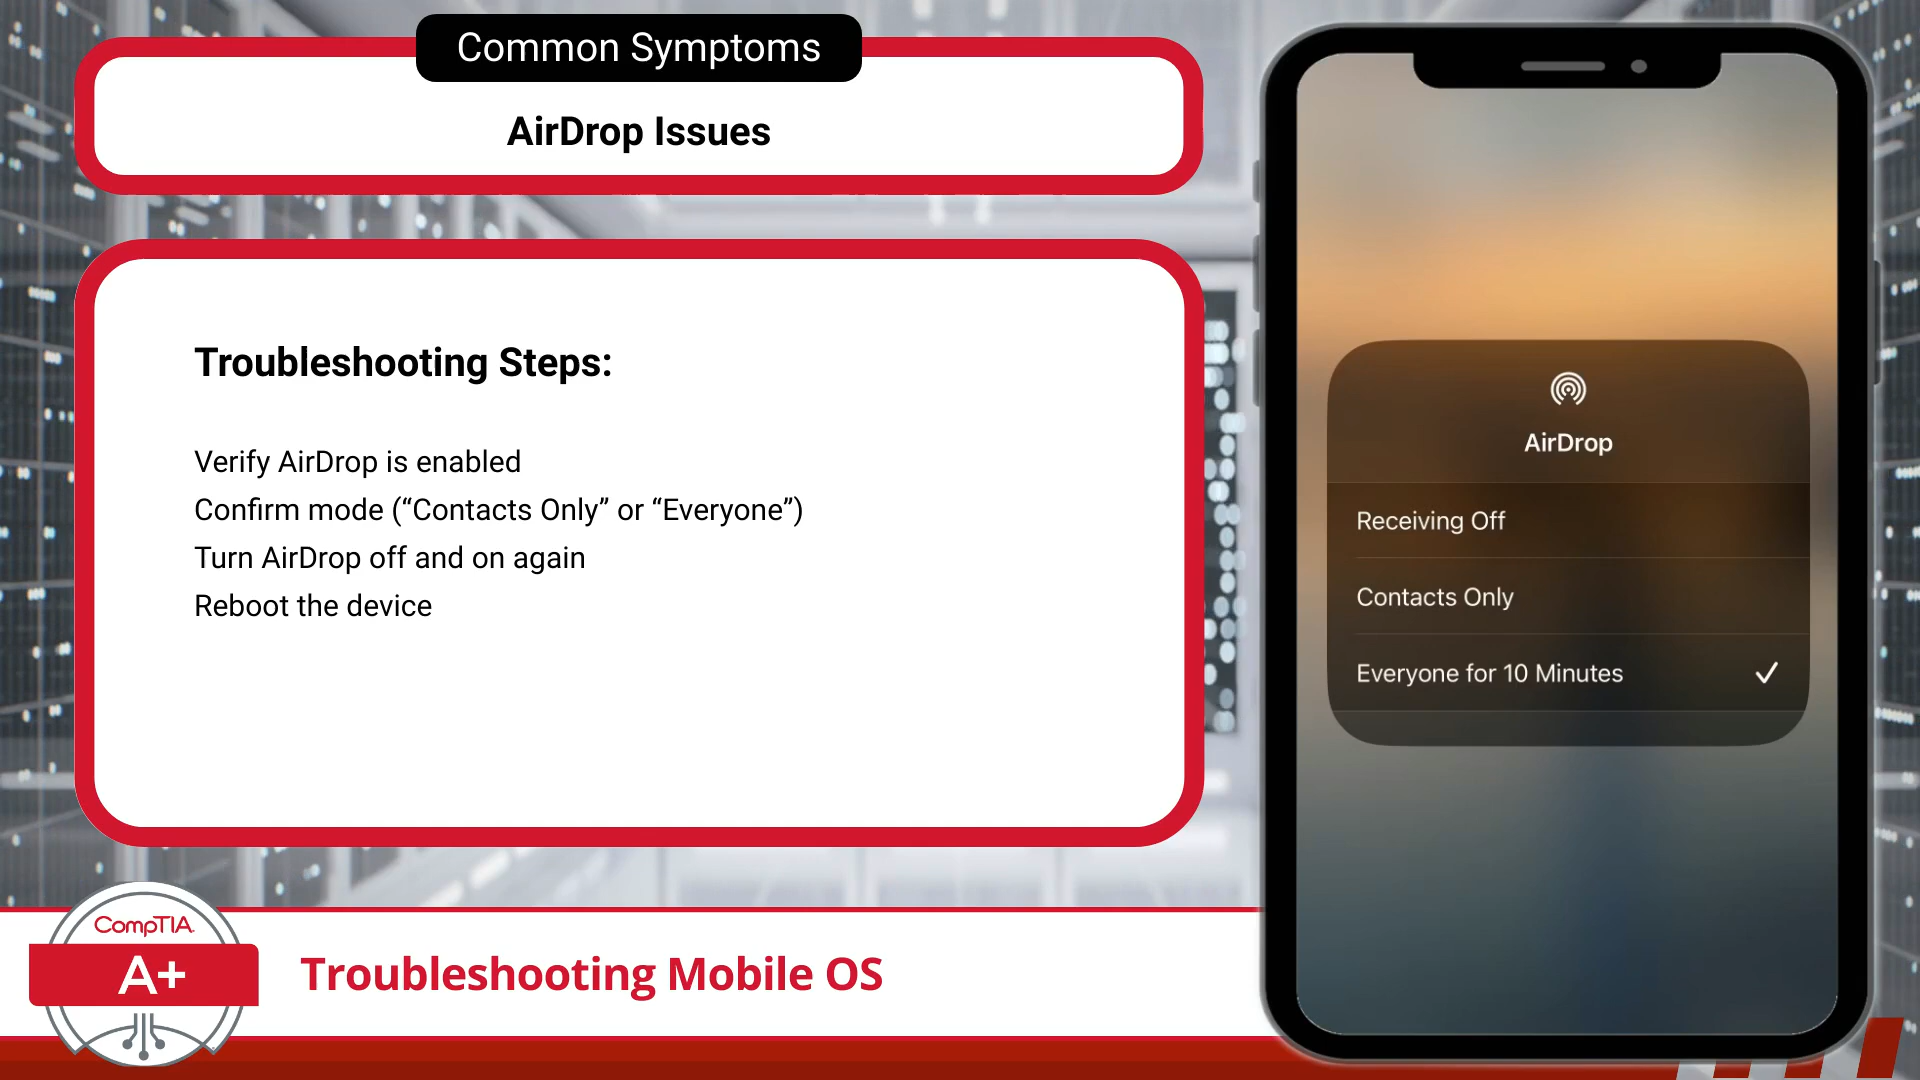 Common Symptoms
AirDrop Issues
Troubleshooting Steps:
Verify AirDrop is enabled
Confirm mode (“Contacts Only” or “Everyone”)
Turn AirDrop off and on again
Reboot the device
AirDrop
Receiving Off
Contacts Only
Everyone for 10 Minutes
CompTIA.
A+
Troubleshooting Mobile OS